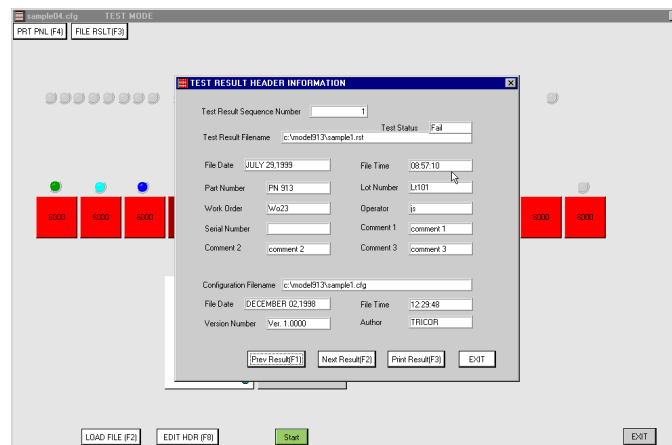 sample04.cfg TEST MODE
PRT PNL (F4) FILE RSLT(F3)
TEST RESULT HEADER INFORMATION
Test Result Sequence Number 1
Test Status Fail
Test Result Filename c:\model913\sample1.rst
File Date JULY 29,1999 File Time 08:57:10
Part Number PN 913 Lot Number Lt101
Work Order Wo23 Operator js
Serial Number Comment 1 comment 1
Comment 2 comment 2 Comment 3 comment 3
6000 6000 6000 6000 6000
Configuration Filename c:\model913\sample1.cfg
File Date DECEMBER 02,1998 File Time 12:29:48
Version Number Ver. 1.0000 Author TRICOR
Prev Result(F1) Next Result(F2) Print Result(F3) EXIT
LOAD FILE (F2) EDIT HDR (F8) Start EXIT